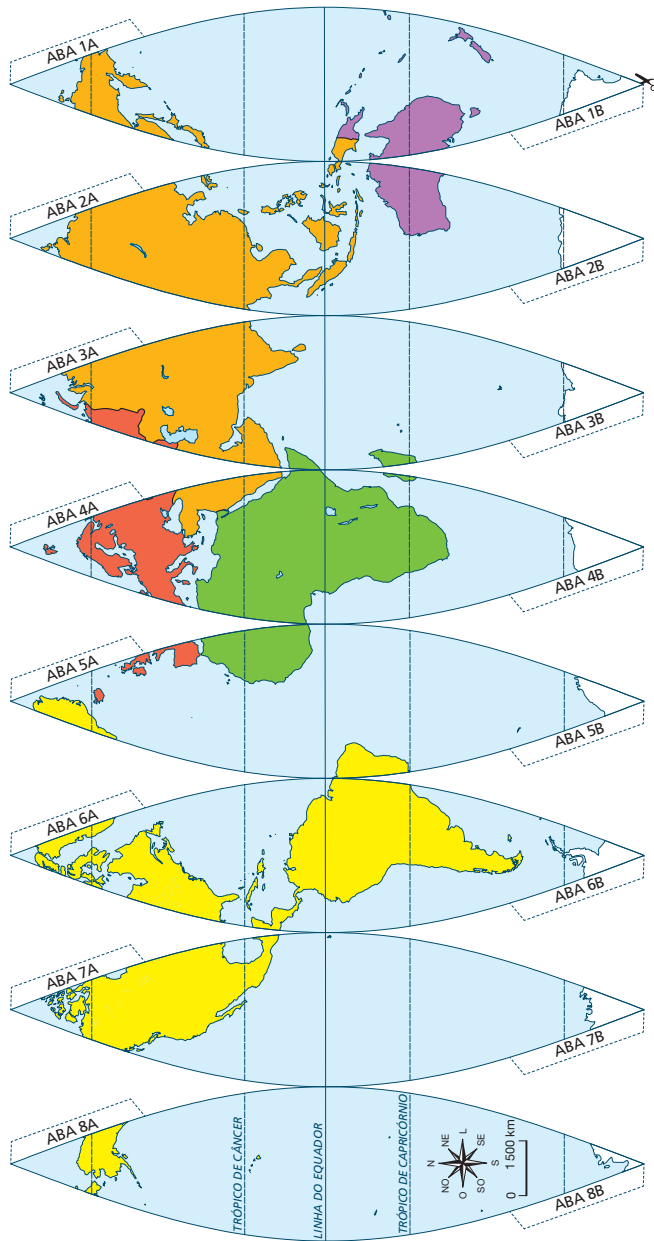 ABA 1A
ABA 1B
ABA 2A
ABA 2B
ABA 3A
ABA 3B
ABA 4A
ABA 4B
ABA 5A
ABA 5B
ABA 6A
ABA 6B
ABA 7A
ABA 7B
ABA 8A
ABA 8B
TRÓPICO DE CÂNCER
LINHA DO EQUADOR
TRÓPICO DE CAPRICÓRNIO
N
NE
L
SE
S
SO
O
NO
0 1 500 km